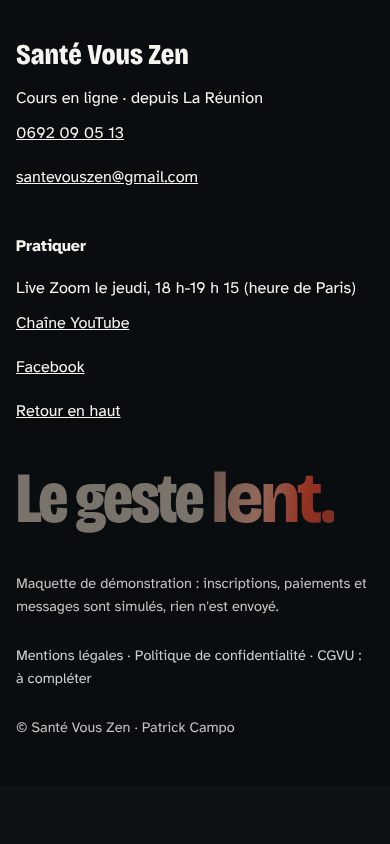 Santé Vous Zen
Cours en ligne · depuis La Réunion
0692 09 05 13
santevouszen@gmail.com
Pratiquer
Live Zoom le jeudi, 18 h-19 h 15 (heure de Paris)
Chaîne YouTube
Facebook
Retour en haut
Le geste lent.
Maquette de démonstration : inscriptions, paiements et
messages sont simulés, rien n'est envoyé.
Mentions légales · Politique de confidentialité · CGVU :
à compléter
© Santé Vous Zen · Patrick Campo